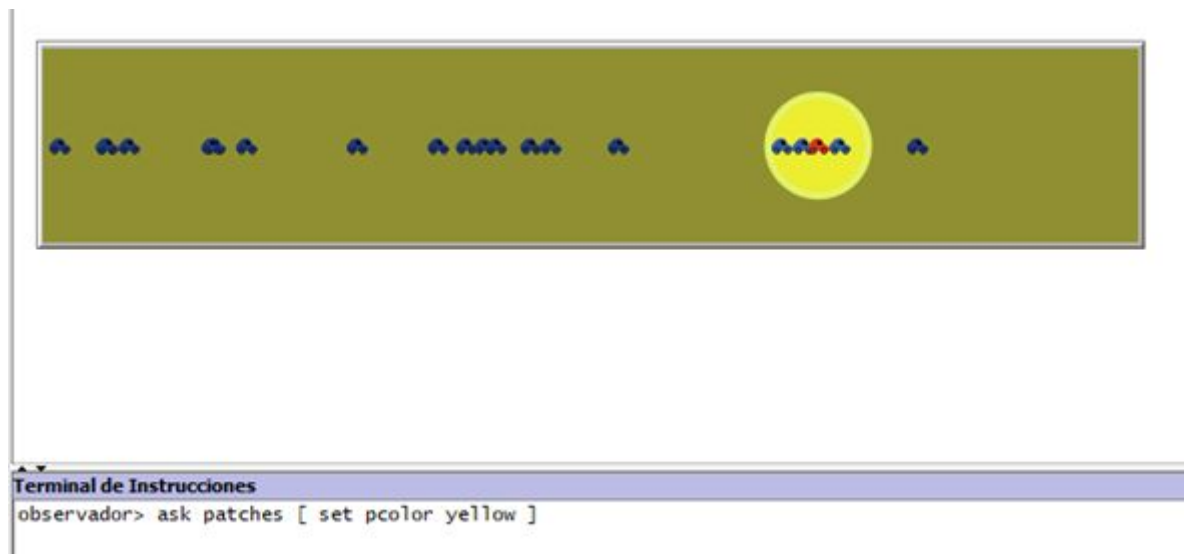 Terminal de Instrucciones
observador> ask patches [ set pcolor yellow ]